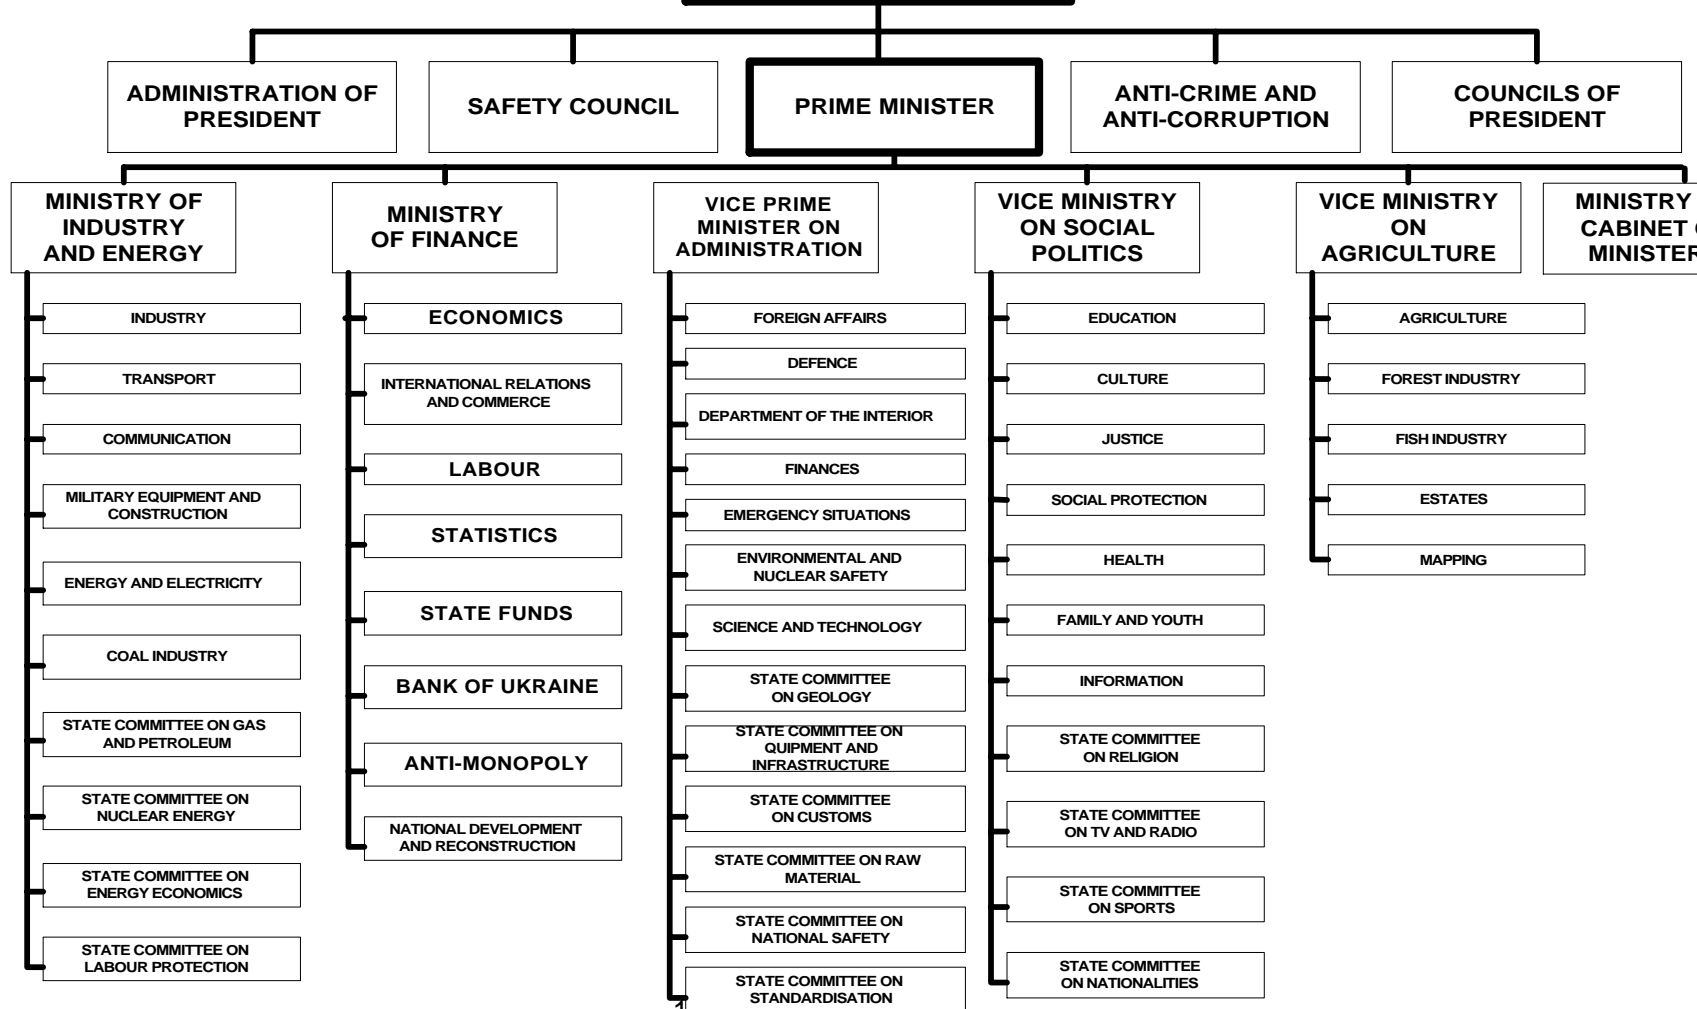 ADMINISTRATION OF
PRESIDENT
SAFETY COUNCIL
PRIME MINISTER
ANTI-CRIME AND
ANTI-CORRUPTION
COUNCILS OF
PRESIDENT
MINISTRY OF
INDUSTRY
AND ENERGY
MINISTRY
OF FINANCE
VICE PRIME
MINISTER ON
ADMINISTRATION
VICE MINISTRY
ON SOCIAL
POLITICS
VICE MINISTRY
ON
AGRICULTURE
MINISTRY
CABINET
MINISTER
INDUSTRY
TRANSPORT
COMMUNICATION
MILITARY EQUIPMENT AND
CONSTRUCTION
ENERGY AND ELECTRICITY
COAL INDUSTRY
STATE COMMITTEE ON GAS
AND PETROLEUM
STATE COMMITTEE ON
NUCLEAR ENERGY
STATE COMMITTEE ON
ENERGY ECONOMICS
STATE COMMITTEE ON
LABOUR PROTECTION
ECONOMICS
INTERNATIONAL RELATIONS
AND COMMERCE
LABOUR
STATISTICS
STATE FUNDS
BANK OF UKRAINE
ANTI-MONOPOLY
NATIONAL DEVELOPMENT
AND RECONSTRUCTION
FOREIGN AFFAIRS
DEFENCE
DEPARTMENT OF THE INTERIOR
FINANCES
EMERGENCY SITUATIONS
ENVIRONMENTAL AND
NUCLEAR SAFETY
SCIENCE AND TECHNOLOGY
STATE COMMITTEE
ON GEOLOGY
STATE COMMITTEE ON
QUIPMENT AND
INFRASTRUCTURE
STATE COMMITTEE
ON CUSTOMS
STATE COMMITTEE ON RAW
MATERIAL
STATE COMMITTEE ON
NATIONAL SAFETY
STATE COMMITTEE ON
STANDARDISATION
EDUCATION
CULTURE
JUSTICE
SOCIAL PROTECTION
HEALTH
FAMILY AND YOUTH
INFORMATION
STATE COMMITTEE
ON RELIGION
STATE COMMITTEE
ON TV AND RADIO
STATE COMMITTEE
ON SPORTS
STATE COMMITTEE
ON NATIONALITIES
AGRICULTURE
FOREST INDUSTRY
FISH INDUSTRY
ESTATES
MAPPING